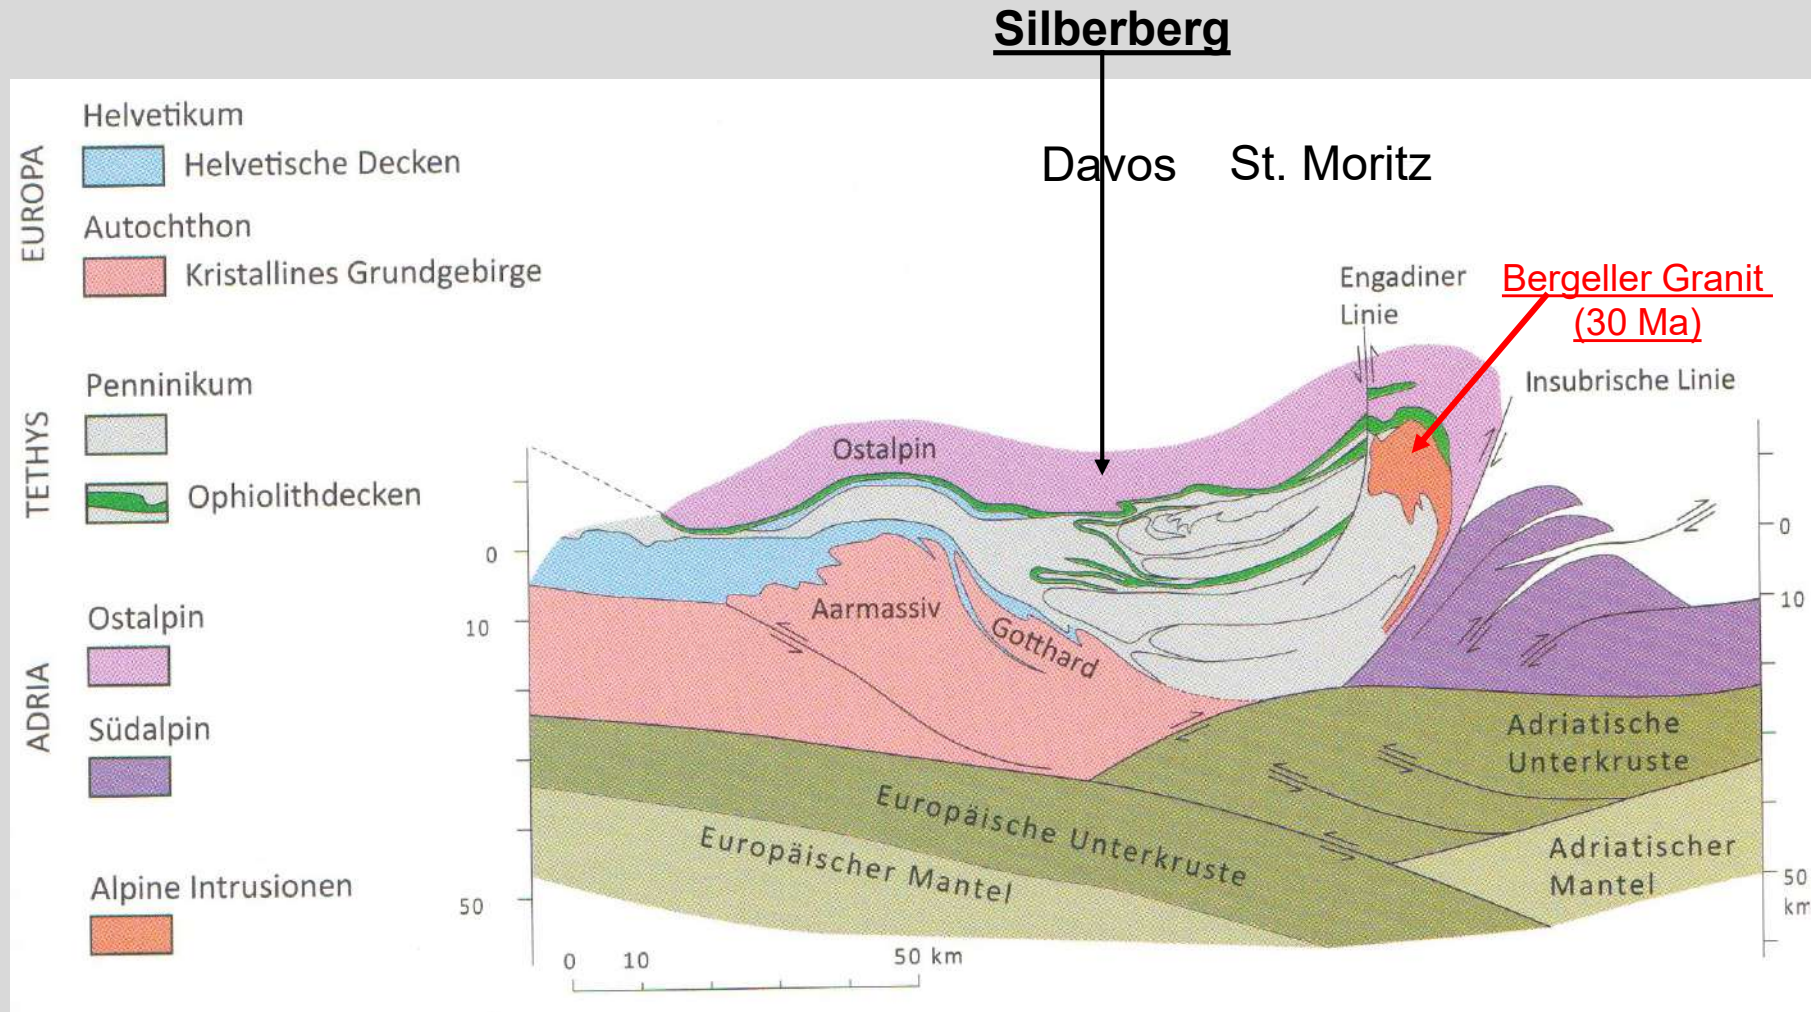 Silberberg
Davos
St. Moritz
EUROPA
Helvetikum
Helvetische Decken
Autochthon
Kristallines Grundgebirge
TETHYS
Penninikum
Ophiolithdecken
ADRIA
Ostalpin
Südalpin
Alpine Intrusionen
Engadiner
Linie
Bergeller Granit
(30 Ma)
Insubrische Linie
Ostalpin
Aarmassiv
Gotthard
Adriatische
Unterkruste
Europäische Unterkruste
Europäischer Mantel
Adriatischer
Mantel
0
10
50
0
10
50
km
0 10 50 km